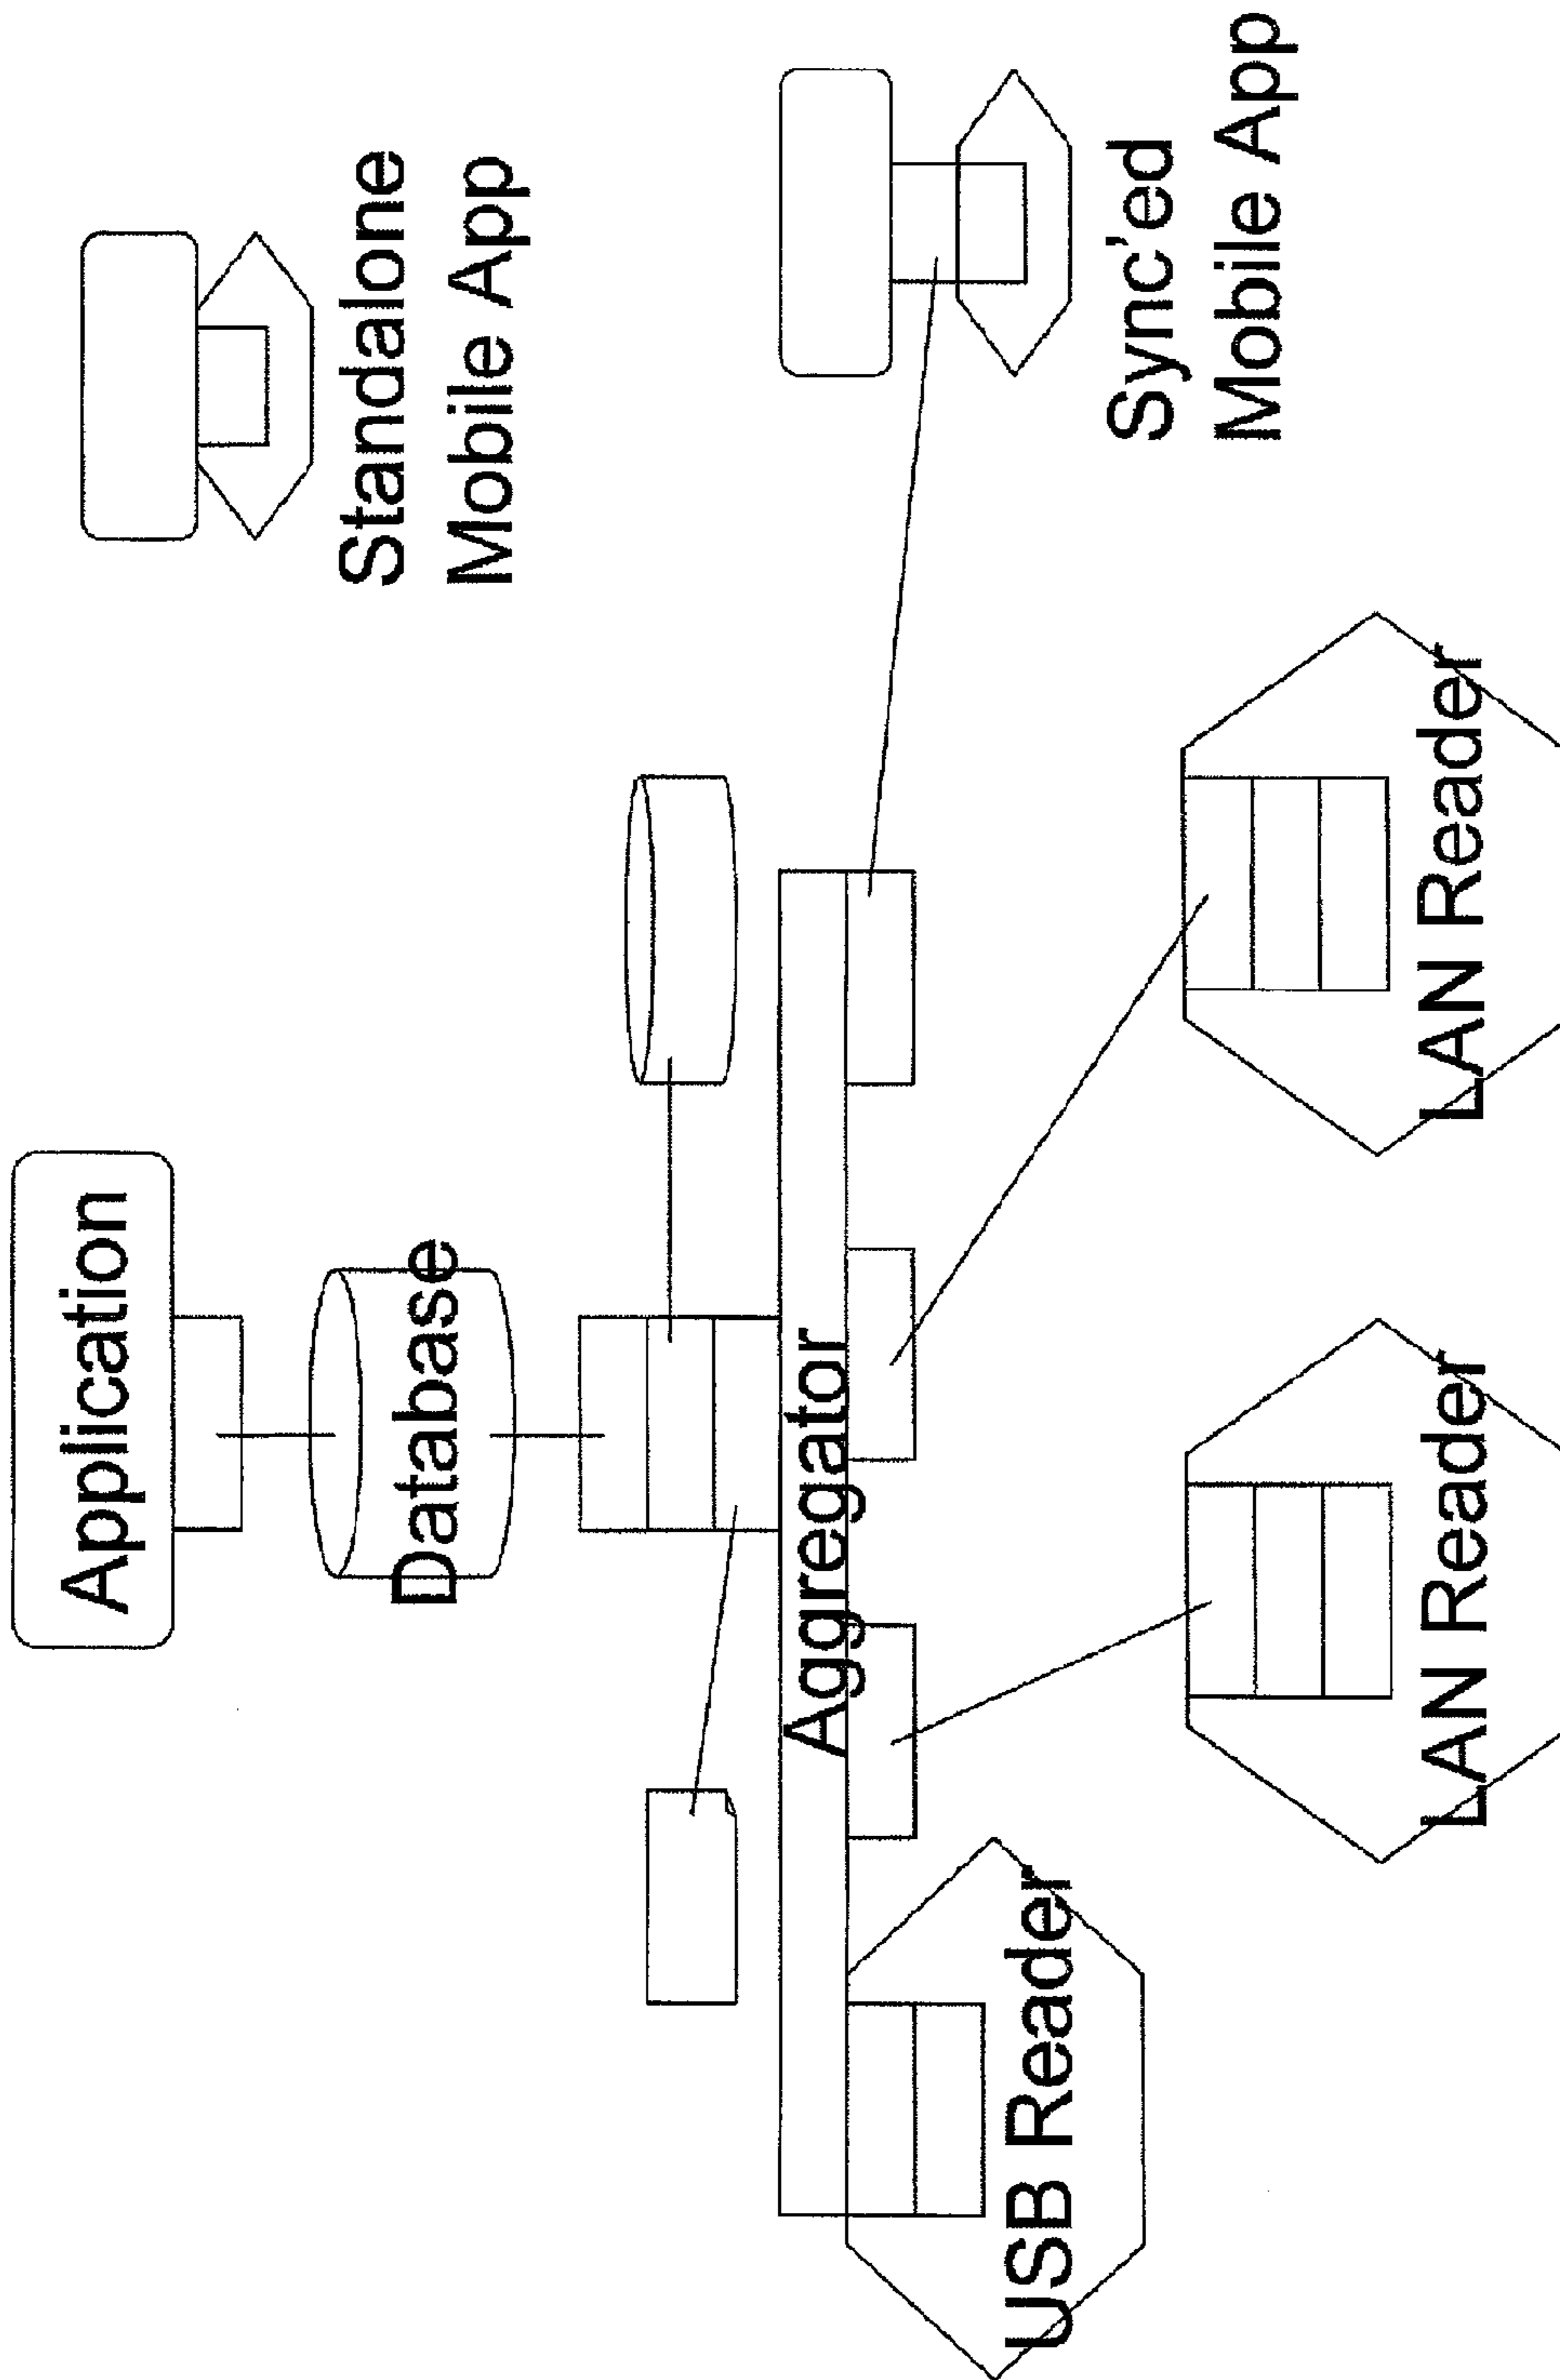 Application
Database
Aggregator
USB Reader
LAN Reader
LAN Reader
Standalone
Mobile App
Sync'ed
Mobile App